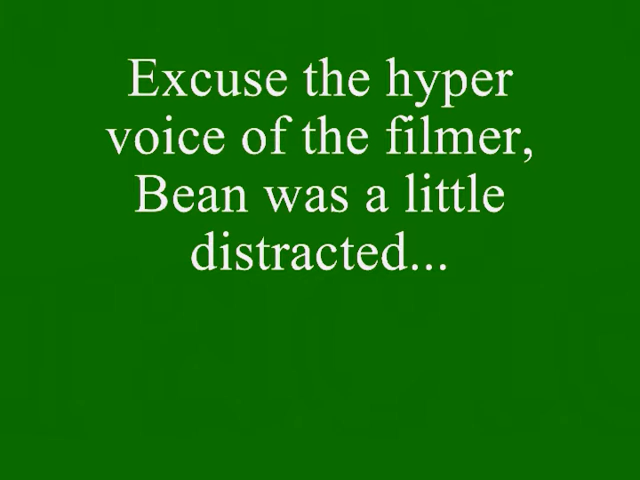 Excuse the hyper
voice of the filmer,
Bean was a little
distracted...